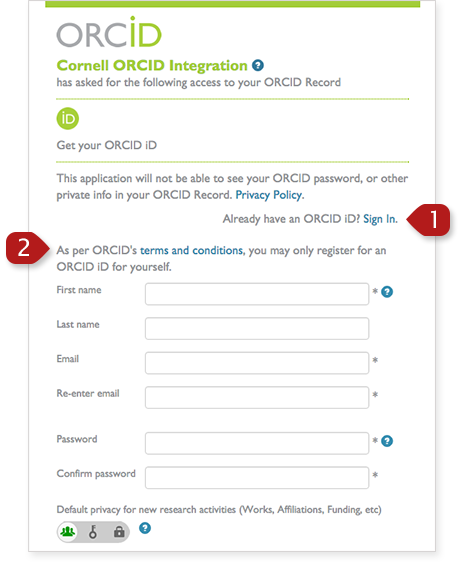 ORCiD
Cornell ORCID Integration ?
has asked for the following access to your ORCID Record
iD
Get your ORCID iD
This application will not be able to see your ORCID password, or other
private info in your ORCID Record. Privacy Policy.
Already have an ORCID iD? Sign In.
1
2
As per ORCID's terms and conditions, you may only register for an
ORCID iD for yourself.
First name * ?
Last name
Email *
Re-enter email *
Password * ?
Confirm password *
Default privacy for new research activities (Works, Affiliations, Funding, etc)
?